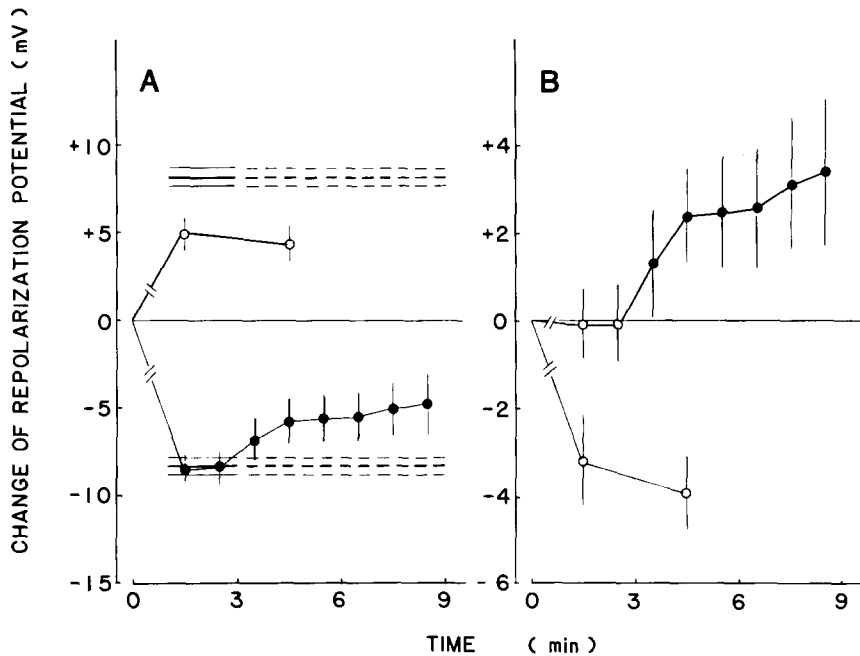 CHANGE OF REPOLARIZATION POTENTIAL (mV)
A
+10
+5
0
-5
-10
-15
0 3 6 9
B
+4
+2
0
-2
-4
-6
0 3 6 9
TIME (min)